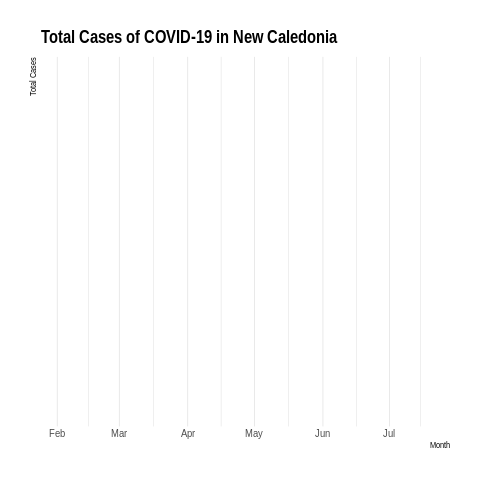 Total Cases of COVID-19 in New Caledonia
Total Cases
Feb Mar Apr May Jun Jul
Month